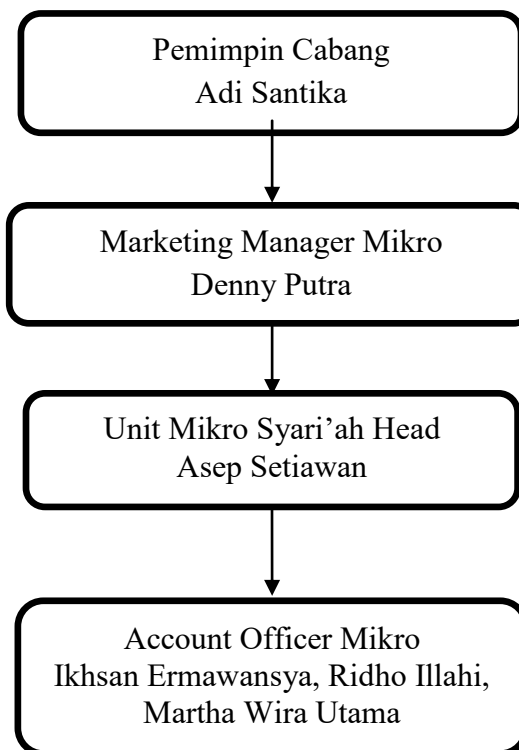 Pemimpin Cabang
Adi Santika
Marketing Manager Mikro
Denny Putra
Unit Mikro Syari’ah Head
Asep Setiawan
Account Officer Mikro
Ikhsan Ermawansya, Ridho Illahi,
Martha Wira Utama